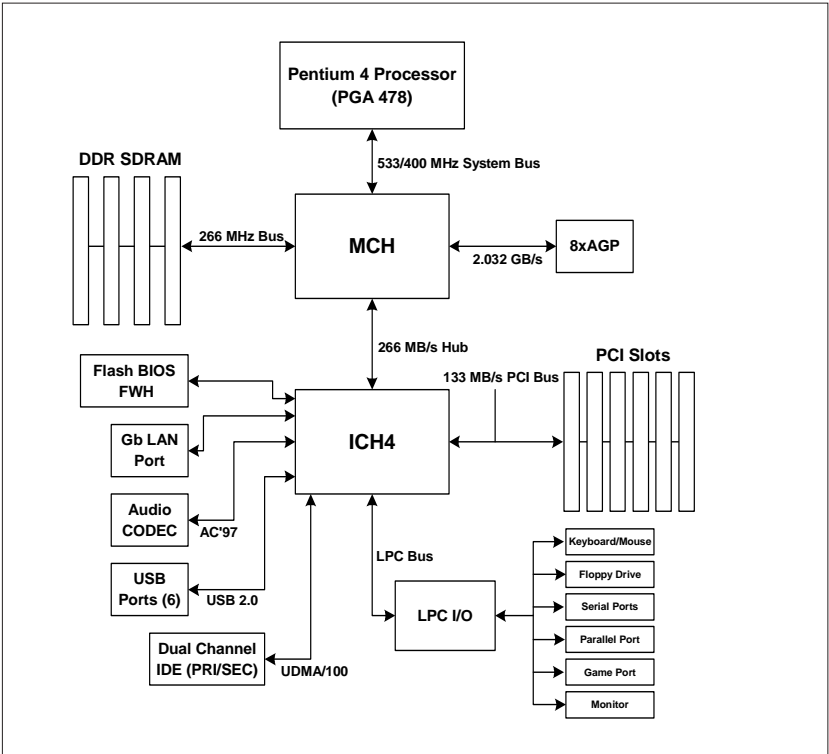 Pentium 4 Processor
(PGA 478)
DDR SDRAM
533/400 MHz System Bus
266 MHz Bus
MCH
2.032 GB/s
8xAGP
266 MB/s Hub
PCI Slots
133 MB/s PCI Bus
Flash BIOS
FWH
Gb LAN
Port
ICH4
Audio
CODEC
AC'97
USB
Ports (6)
USB 2.0
LPC Bus
Dual Channel
IDE (PRI/SEC)
UDMA/100
LPC I/O
Keyboard/Mouse
Floppy Drive
Serial Ports
Parallel Port
Game Port
Monitor